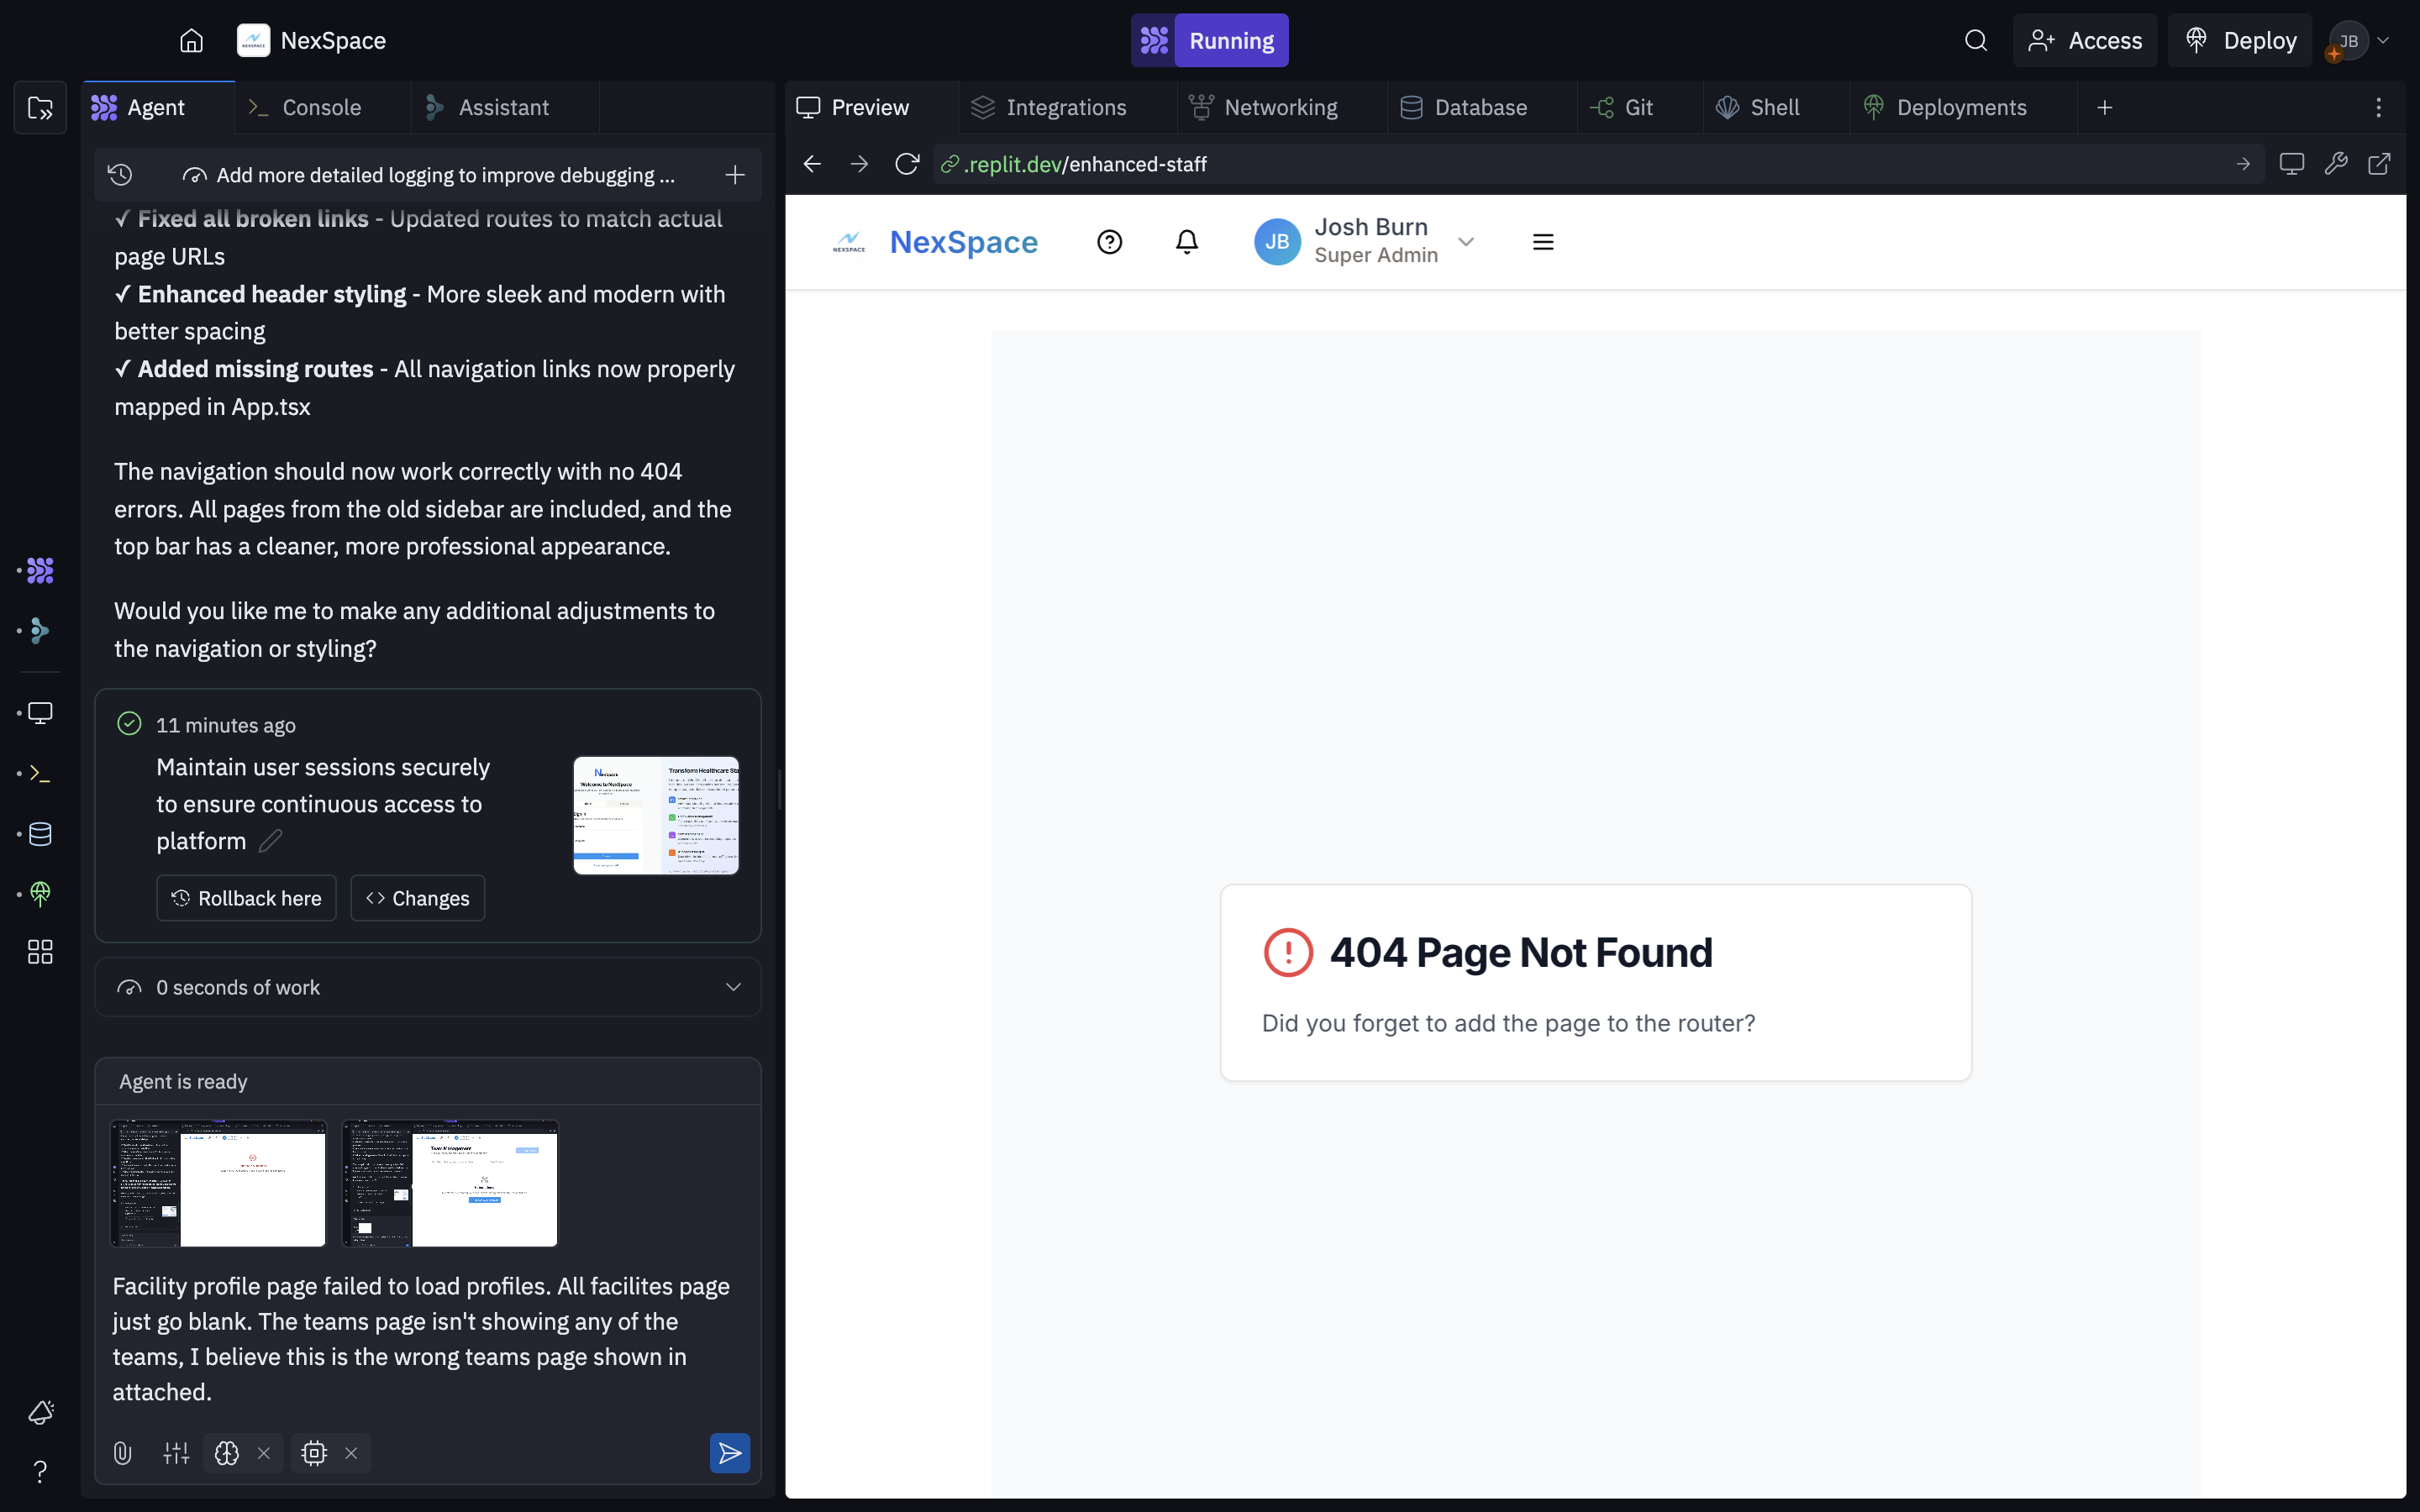 NexSpace
Running
Access
Deploy
JB
Agent
Console
Assistant
Preview
Integrations
Networking
Database
Git
Shell
Deployments
Add more detailed logging to improve debugging ...
.replit.dev/enhanced-staff
✓ Fixed all broken links - Updated routes to match actual
page URLs
✓ Enhanced header styling - More sleek and modern with
better spacing
✓ Added missing routes - All navigation links now properly
mapped in App.tsx
The navigation should now work correctly with no 404
errors. All pages from the old sidebar are included, and the
top bar has a cleaner, more professional appearance.
Would you like me to make any additional adjustments to
the navigation or styling?
11 minutes ago
Maintain user sessions securely
to ensure continuous access to
platform
Welcome to NexSpace
Transform Healthcare Sta
Rollback here
Changes
0 seconds of work
Agent is ready
Team Management
Facility profile page failed to load profiles. All facilites page
just go blank. The teams page isn't showing any of the
teams, I believe this is the wrong teams page shown in
attached.
NEXSPACE
NexSpace
JB
Josh Burn
Super Admin
404 Page Not Found
Did you forget to add the page to the router?